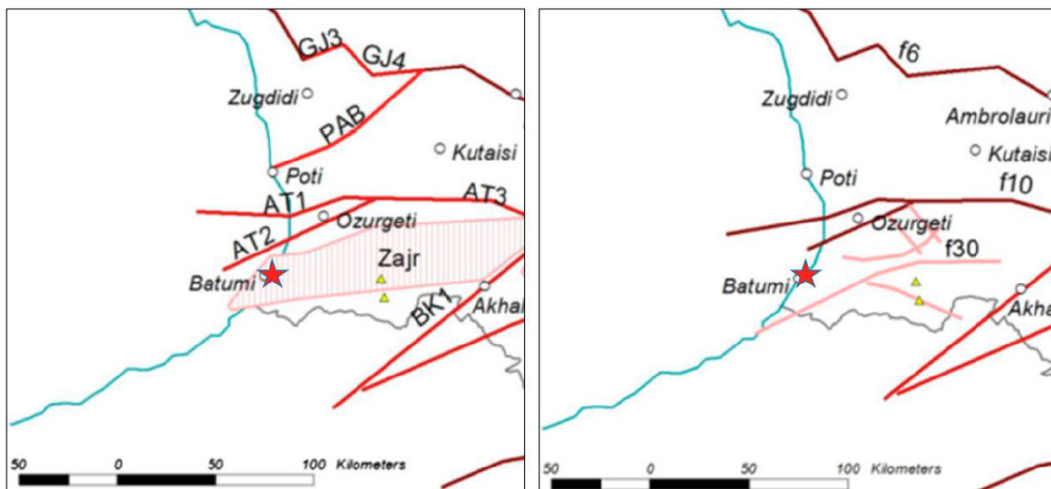 GJ3
GJ4
Zugdidi
PAB
Kutaisi
Poti
AT1
AT3
Ozurgeti
AT2
Zajr
Batumi
BK1
Akhal
50 0 50 100 Kilometers
f6
Zugdidi
Ambrolauri
Kutaisi
Poti
f10
Ozurgeti
f30
Batumi
Akha
50 0 50 100 Kilometers